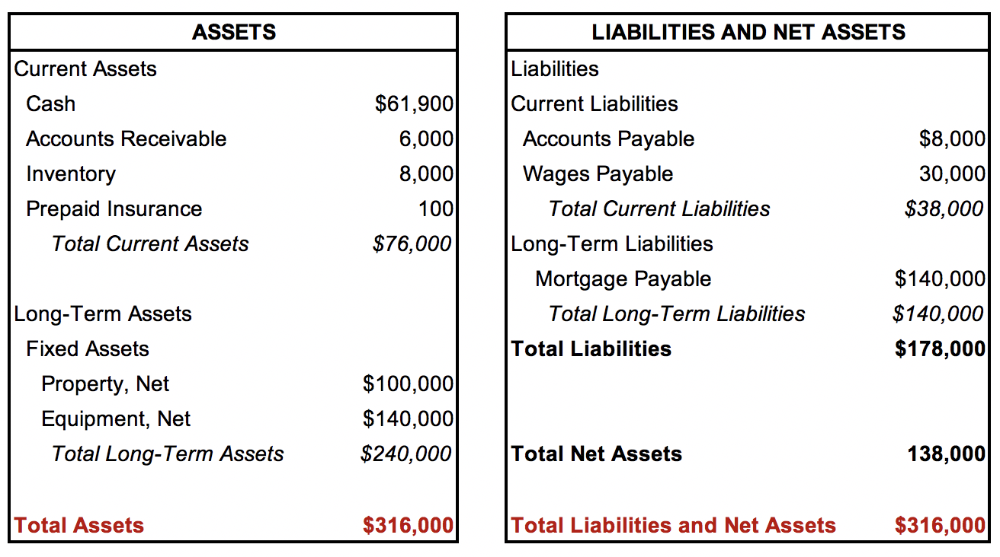 ASSETS
Current Assets
Cash $61,900
Accounts Receivable 6,000
Inventory 8,000
Prepaid Insurance 100
Total Current Assets $76,000
Long-Term Assets
Fixed Assets
Property, Net $100,000
Equipment, Net $140,000
Total Long-Term Assets $240,000
Total Assets $316,000
LIABILITIES AND NET ASSETS
Liabilities
Current Liabilities
Accounts Payable $8,000
Wages Payable 30,000
Total Current Liabilities $38,000
Long-Term Liabilities
Mortgage Payable $140,000
Total Long-Term Liabilities $140,000
Total Liabilities $178,000
Total Net Assets 138,000
Total Liabilities and Net Assets $316,000